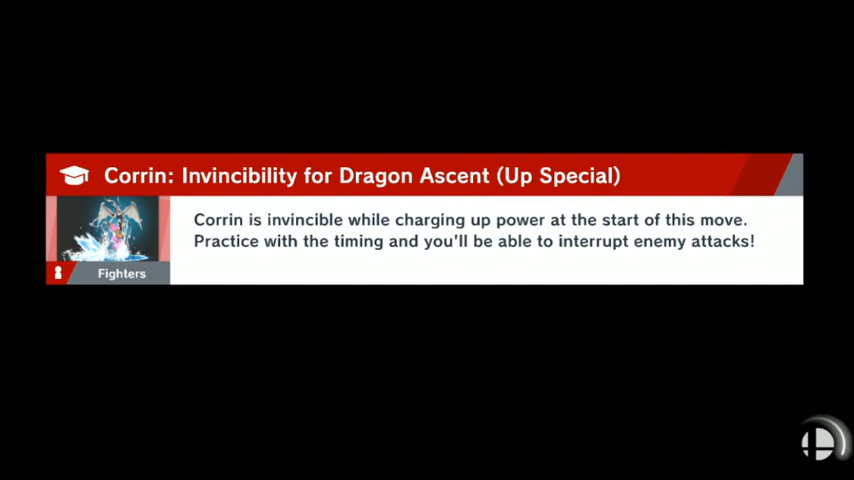 Corrin: Invincibility for Dragon Ascent (Up Special)
Corrin is invincible while charging up power at the start of this move.
Practice with the timing and you'll be able to interrupt enemy attacks!
Fighters